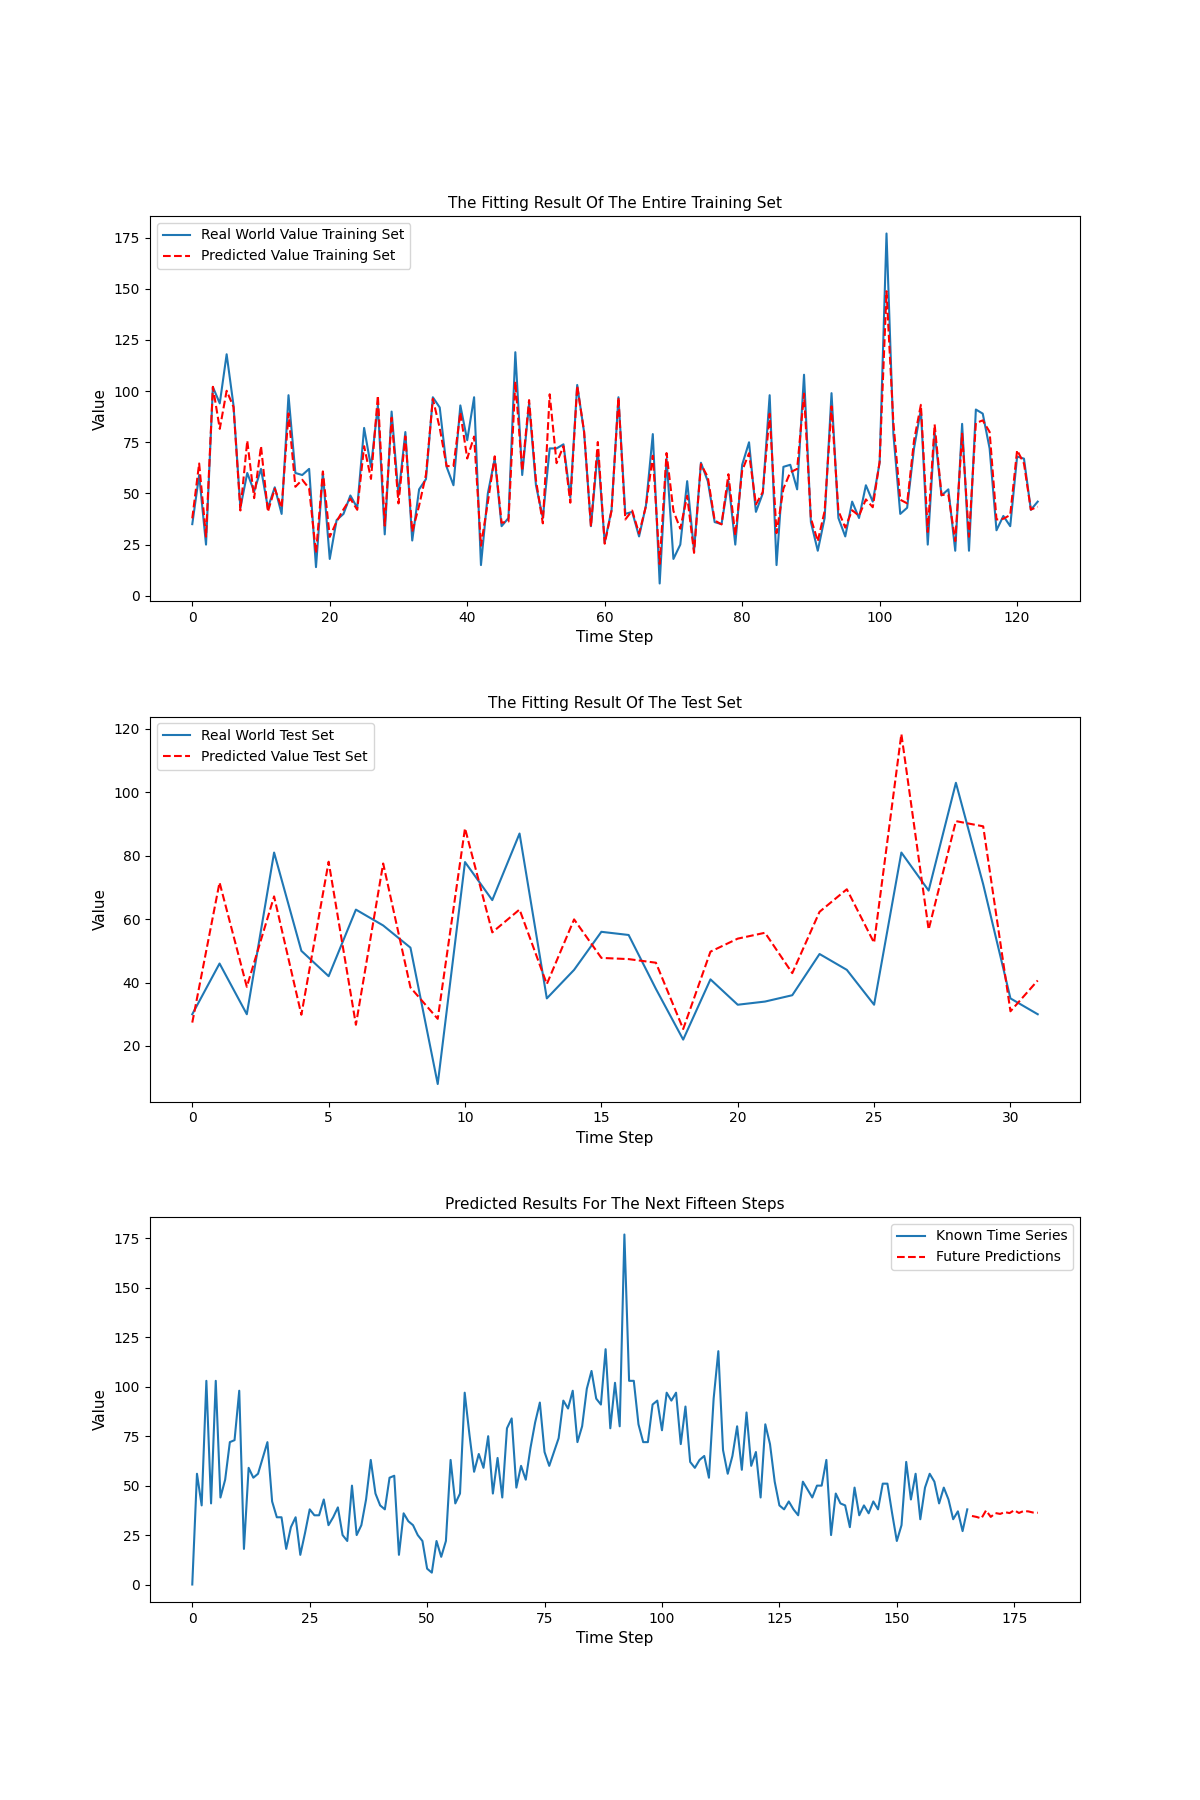 The Fitting Result Of The Entire Training Set
Real World Value Training Set
Predicted Value Training Set
175
150
125
100
75
50
25
0
Value
0 20 40 60 80 100 120
Time Step
The Fitting Result Of The Test Set
Real World Test Set
Predicted Value Test Set
120
100
80
60
40
20
Value
0 5 10 15 20 25 30
Time Step
Predicted Results For The Next Fifteen Steps
Known Time Series
Future Predictions
175
150
125
100
75
50
25
0
Value
0 25 50 75 100 125 150 175
Time Step